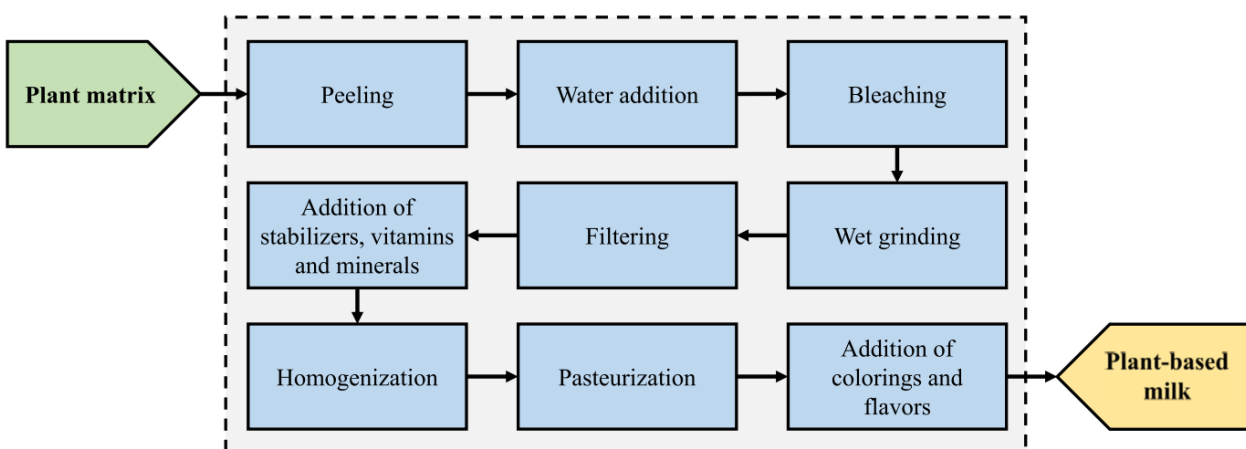 Plant matrix
Peeling
Water addition
Bleaching
Wet grinding
Filtering
Addition of
stabilizers, vitamins
and minerals
Homogenization
Pasteurization
Addition of
colorings and
flavors
Plant-based
milk